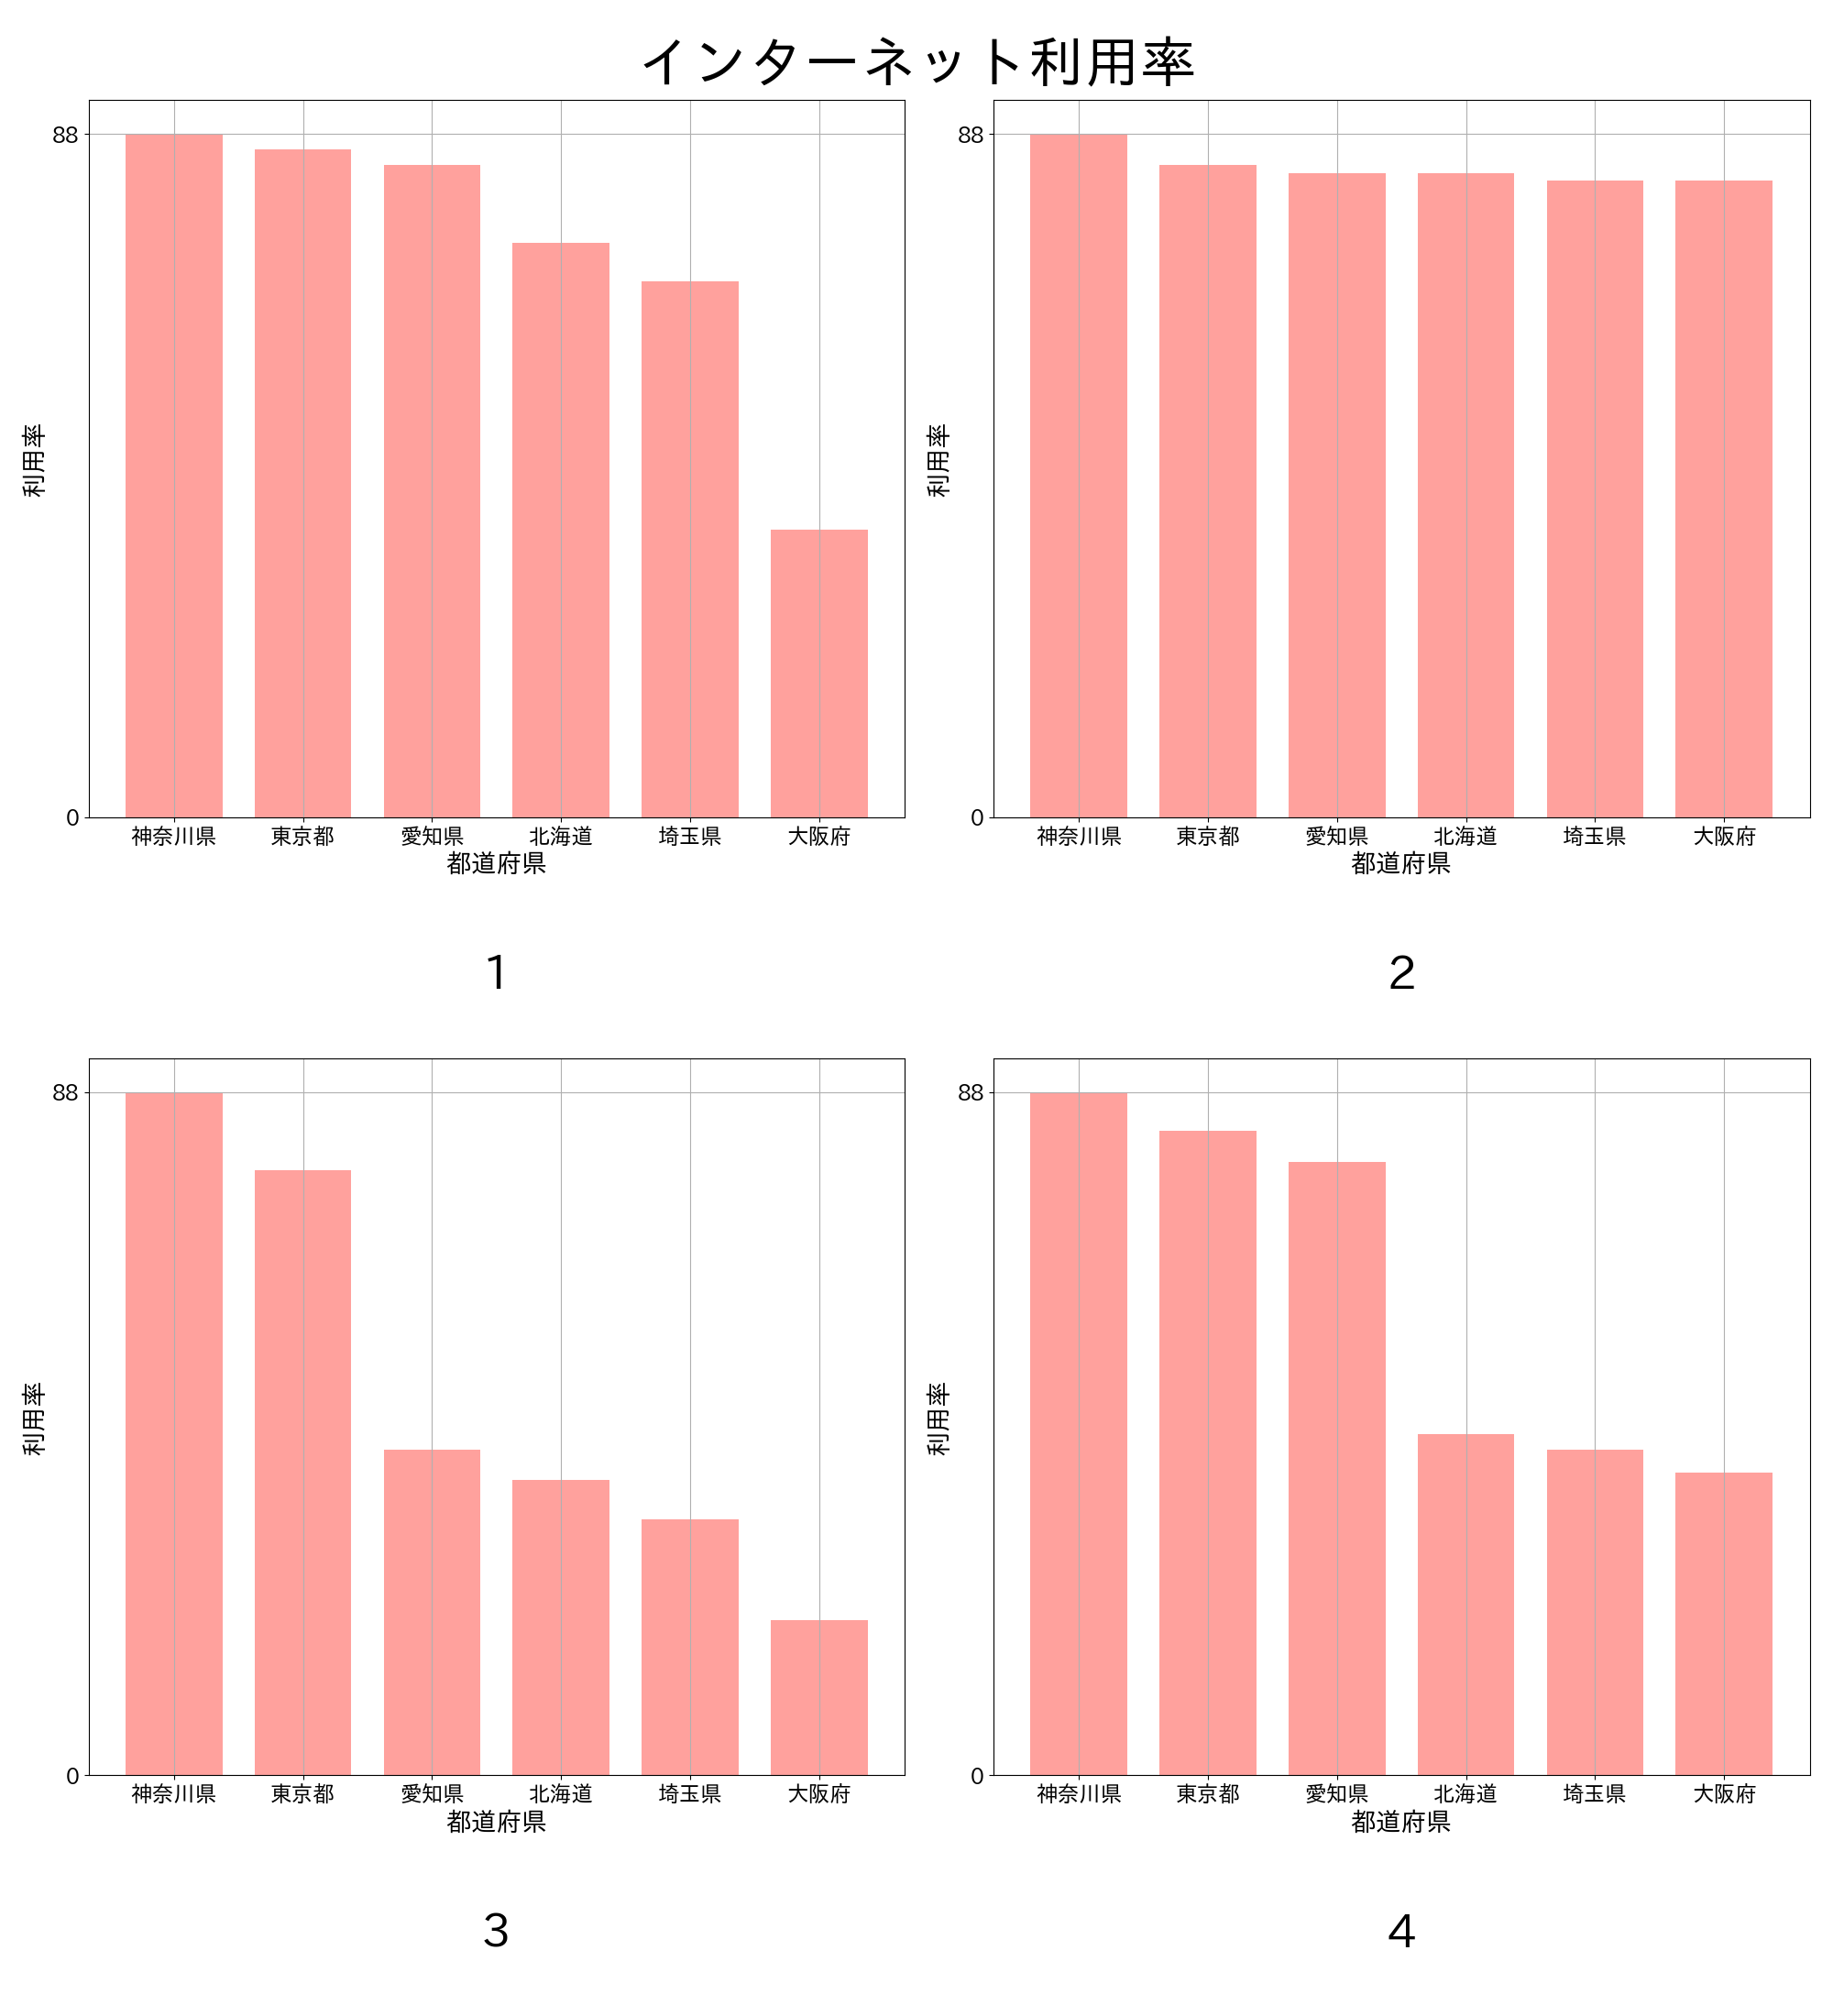 インターネット利用率
88
利用率
0
神奈川県 東京都 愛知県 北海道 埼玉県 大阪府
都道府県
1
88
利用率
0
神奈川県 東京都 愛知県 北海道 埼玉県 大阪府
都道府県
2
88
利用率
0
神奈川県 東京都 愛知県 北海道 埼玉県 大阪府
都道府県
3
88
利用率
0
神奈川県 東京都 愛知県 北海道 埼玉県 大阪府
都道府県
4